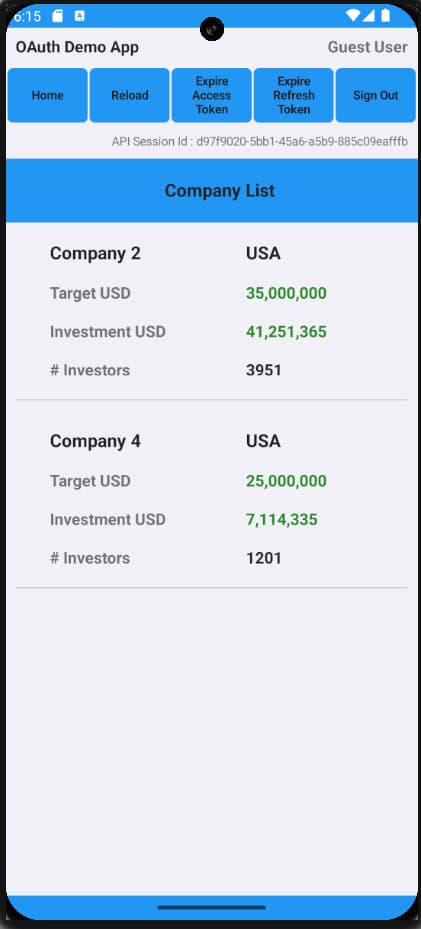 6:15
OAuth Demo App Guest User
Home Reload Expire Access Token Expire Refresh Token Sign Out
API Session Id : d97f9020-5bb1-45a6-a5b9-885c09eafffb
Company List
Company 2 USA
Target USD 35,000,000
Investment USD 41,251,365
# Investors 3951
Company 4 USA
Target USD 25,000,000
Investment USD 7,114,335
# Investors 1201